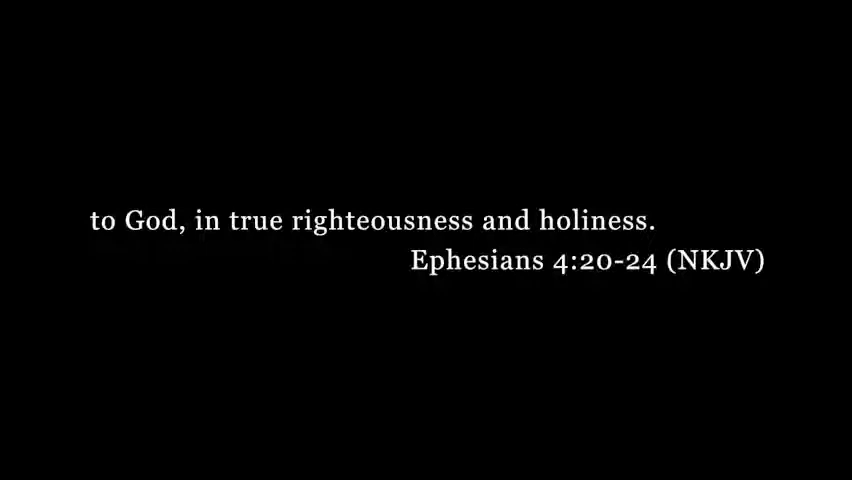 to God, in true righteousness and holiness.
Ephesians 4:20-24 (NKJV)